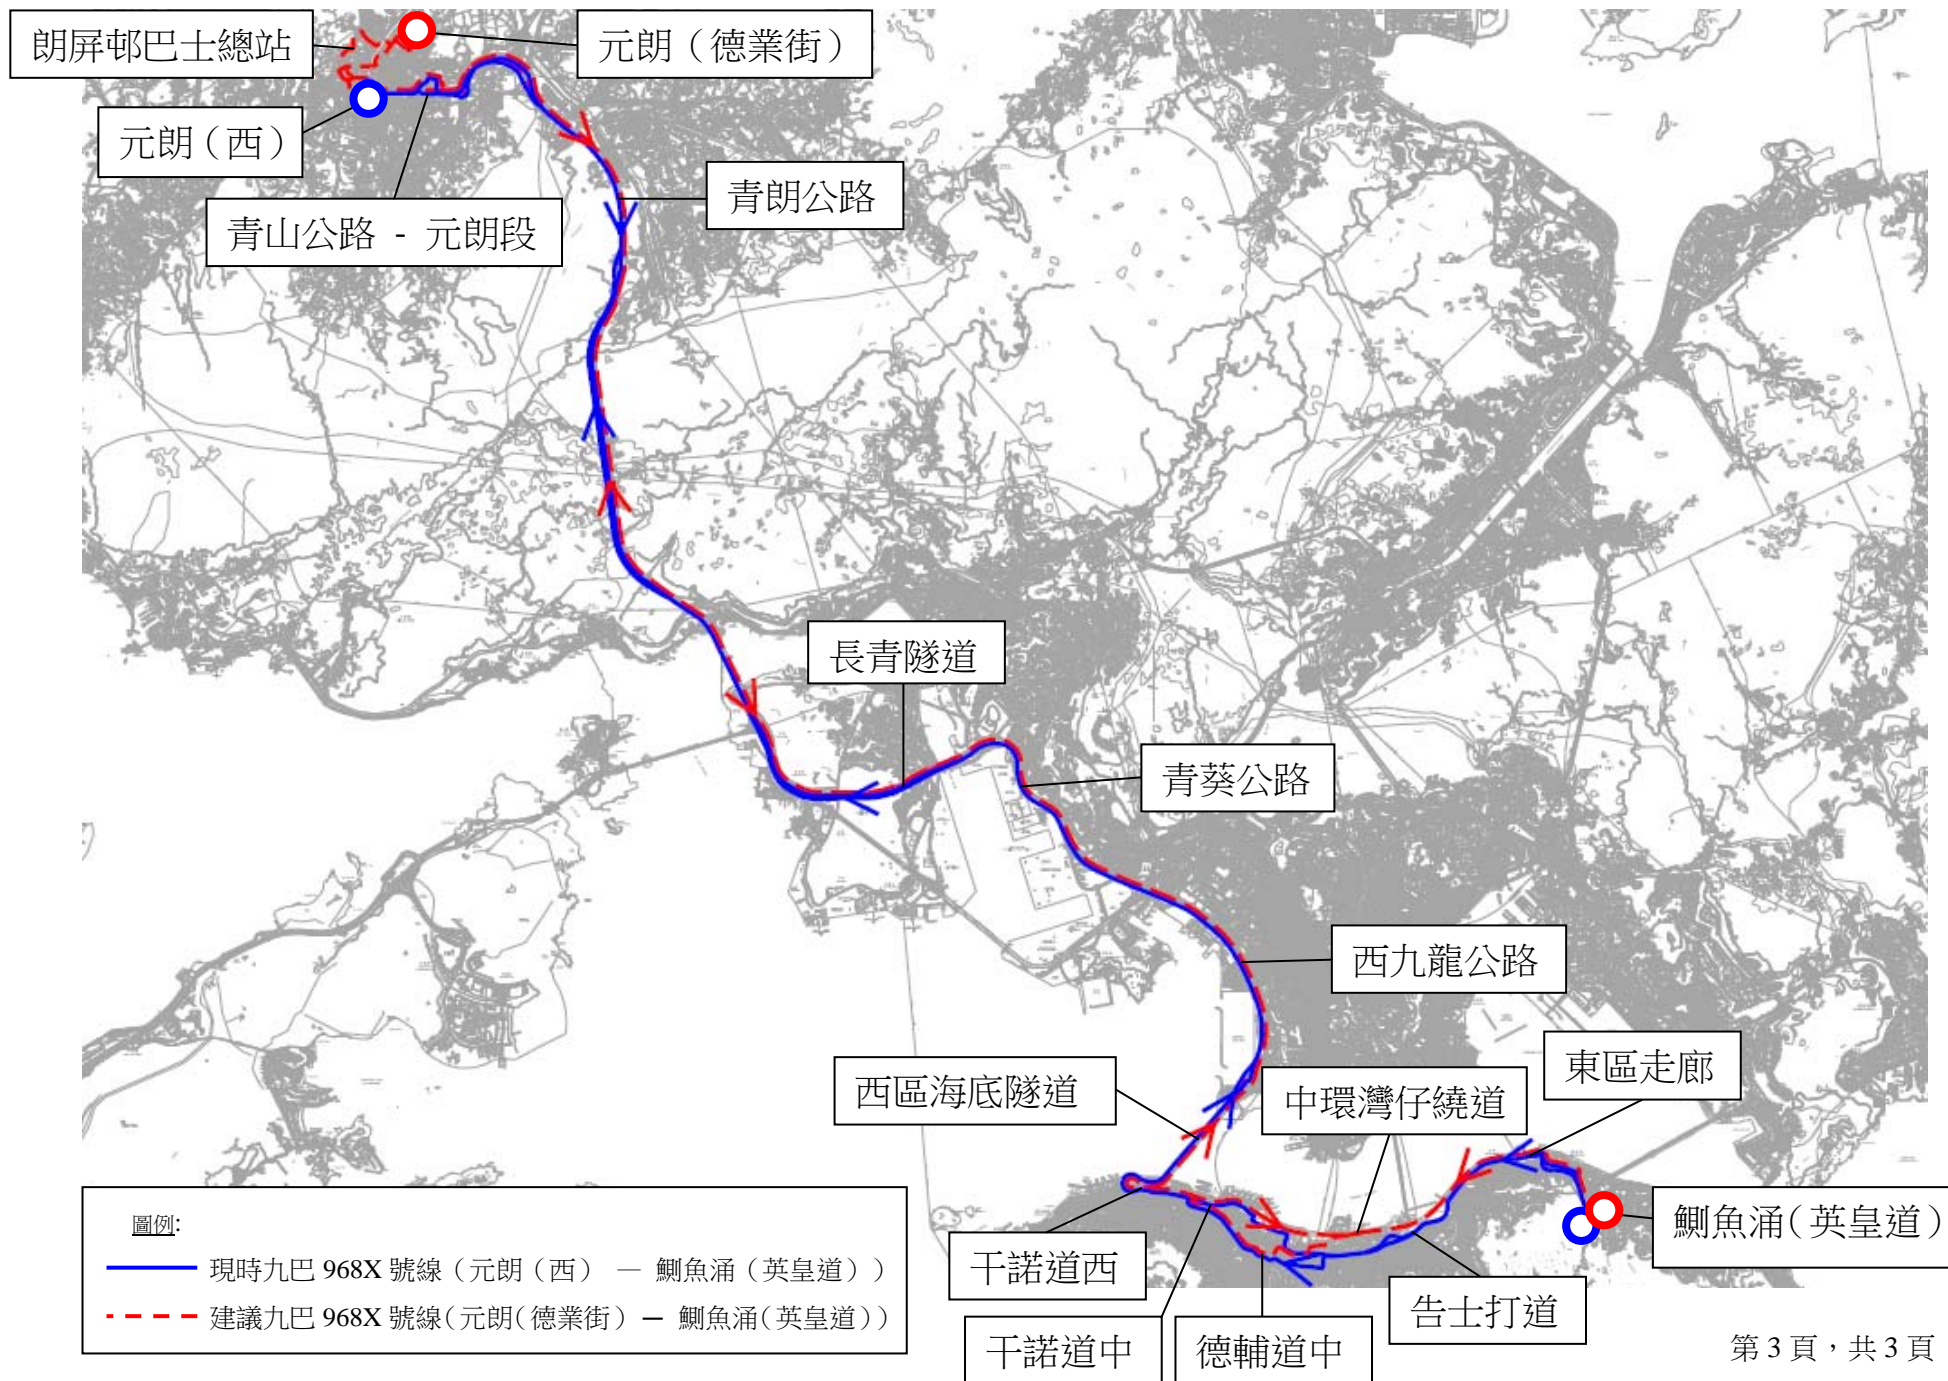 朗屏邨巴士總站
元朗（德業街）
元朗（西）
青山公路 - 元朗段
青朗公路
長青隧道
青葵公路
西九龍公路
東區走廊
西區海底隧道
中環灣仔繞道
鰂魚涌（英皇道）
干諾道西
告士打道
干諾道中
德輔道中
圖例:
現時九巴 968X 號線（元朗（西） — 鰂魚涌（英皇道））
建議九巴 968X 號線（元朗（德業街） – 鰂魚涌（英皇道））
第 3 頁，共 3 頁